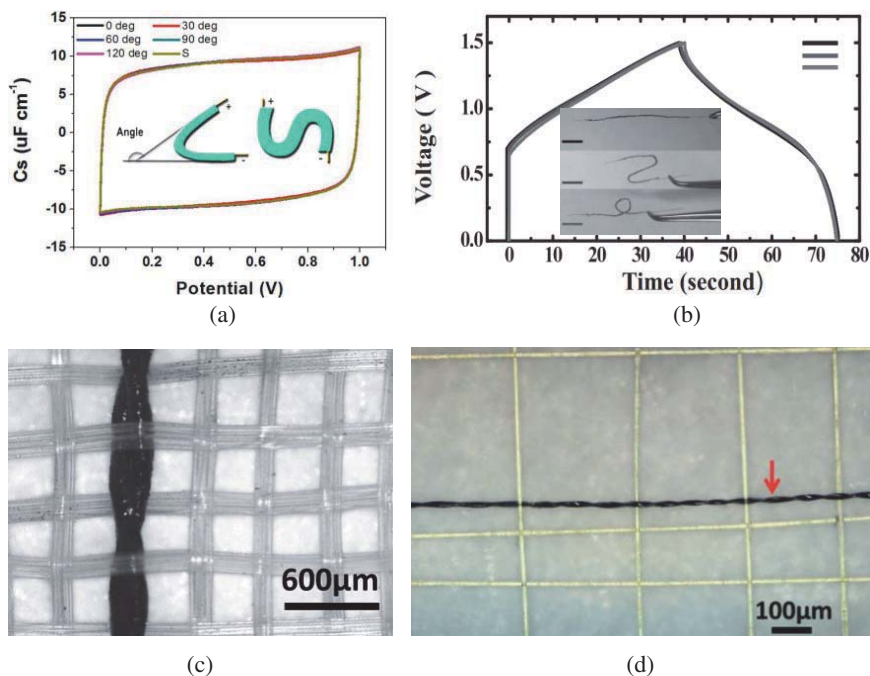 0 deg 30 deg
60 deg 90 deg
120 deg S
Cs (uF cm⁻¹)
15
10
5
0
-5
-10
-15
Angle
+
-
+
-
0.0 0.2 0.4 0.6 0.8 1.0
Potential (V)
(a)
Voltage ( V )
1.5
1.0
0.5
0.0
0 10 20 30 40 50 60 70 80
Time (second)
(b)
600μm
(c)
100μm
(d)